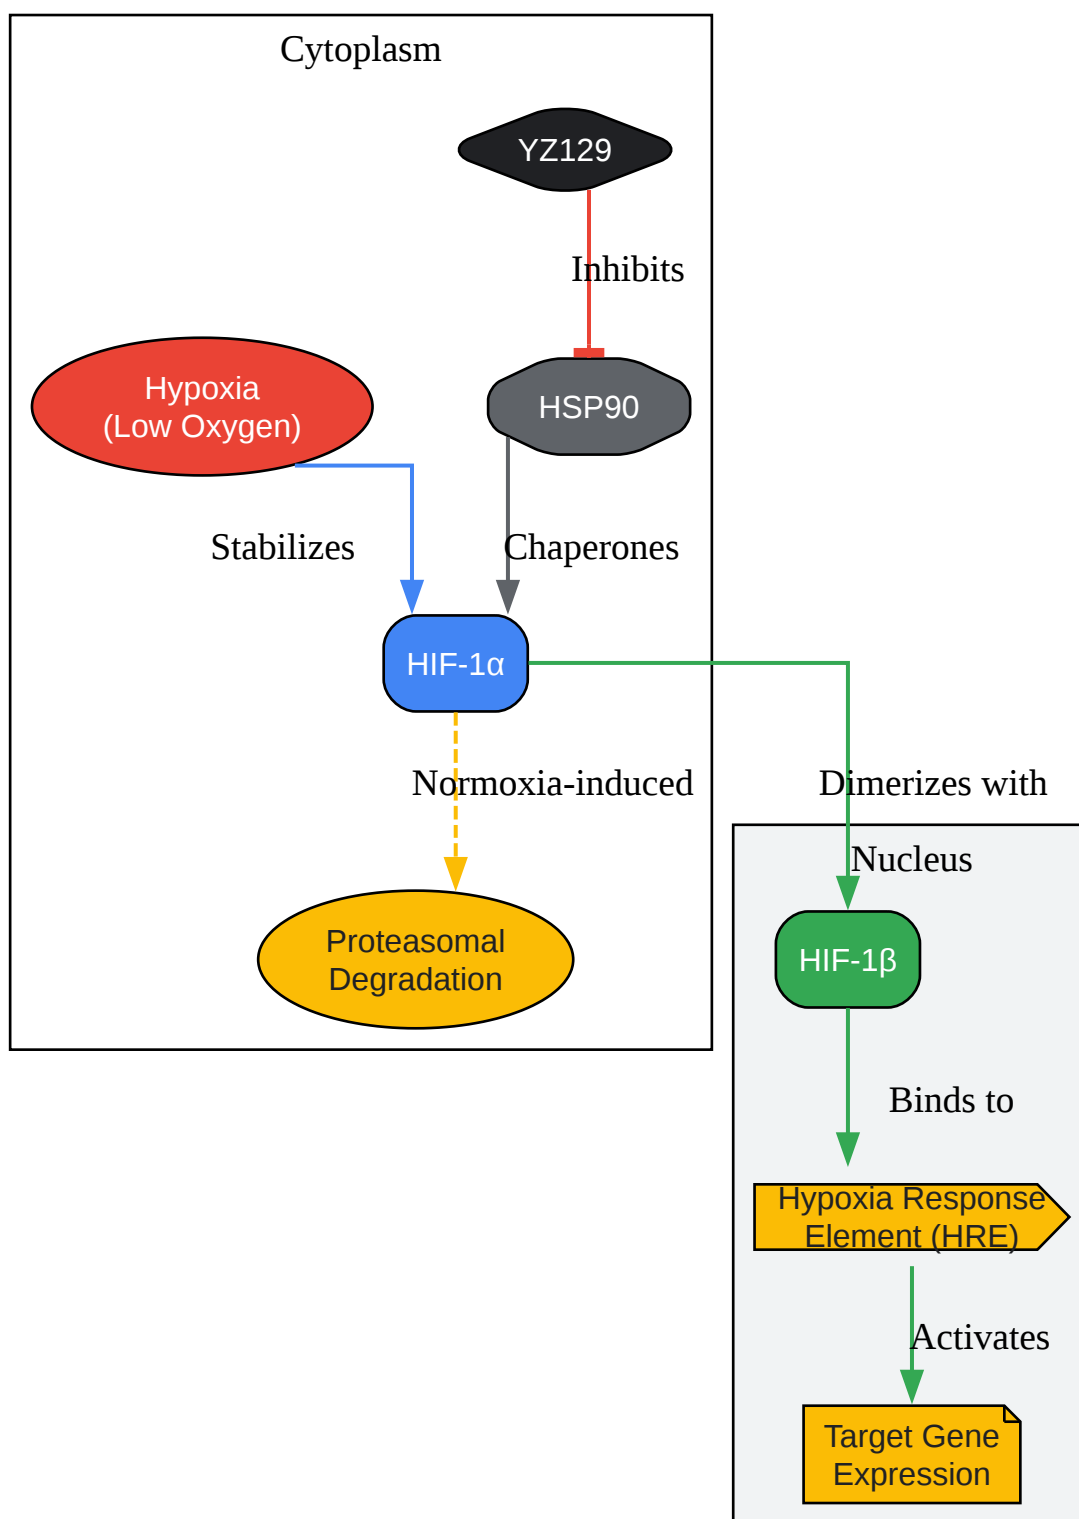 Cytoplasm
YZ129
Inhibits
Hypoxia
(Low Oxygen)
HSP90
Stabilizes
Chaperones
HIF-1α
Normoxia-induced
Dimerizes with
Nucleus
Proteasomal
Degradation
HIF-1β
Binds to
Hypoxia Response
Element (HRE)
Activates
Target Gene
Expression